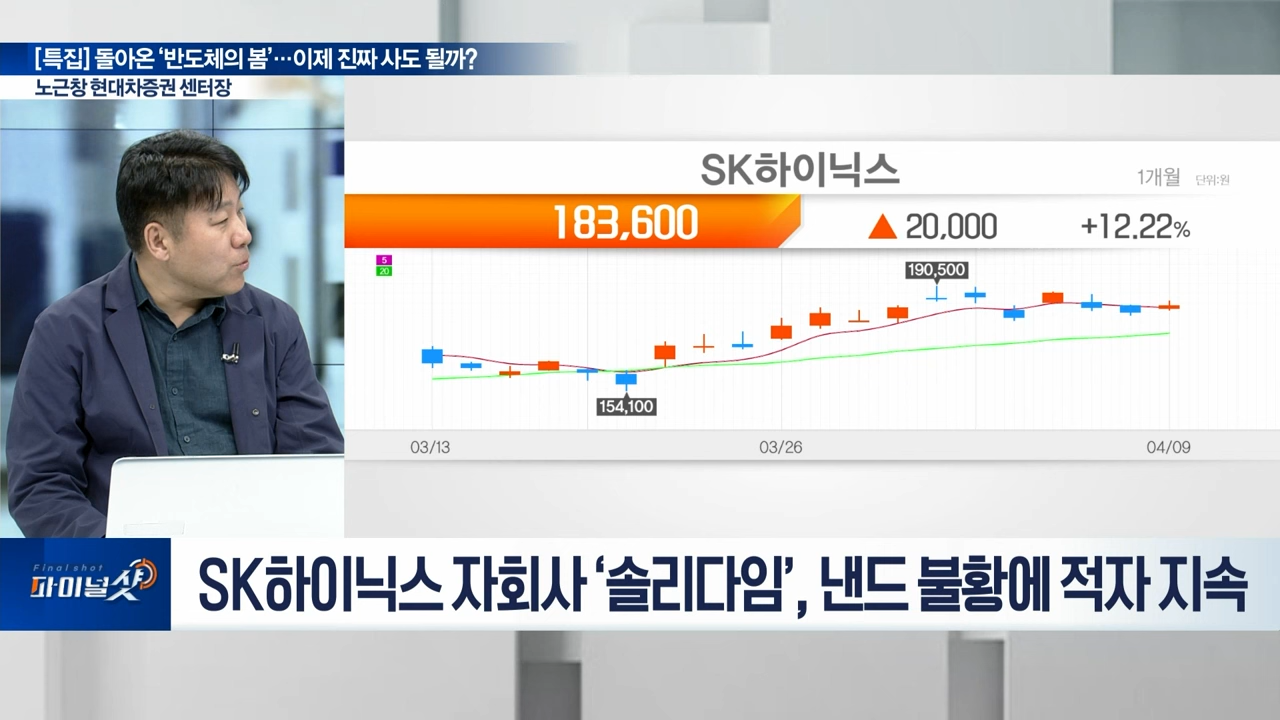 [특집] 돌아온 ‘반도체의 봄’…이제 진짜 사도 될까?
노근창 현대차증권 센터장
SK하이닉스
1개월 단위:원
183,600 ▲ 20,000 +12.22%
5
20
190,500
154,100
03/13 03/26 04/09
Final shot
파이널샷
SK하이닉스 자회사 ‘솔리다임’, 낸드 불황에 적자 지속